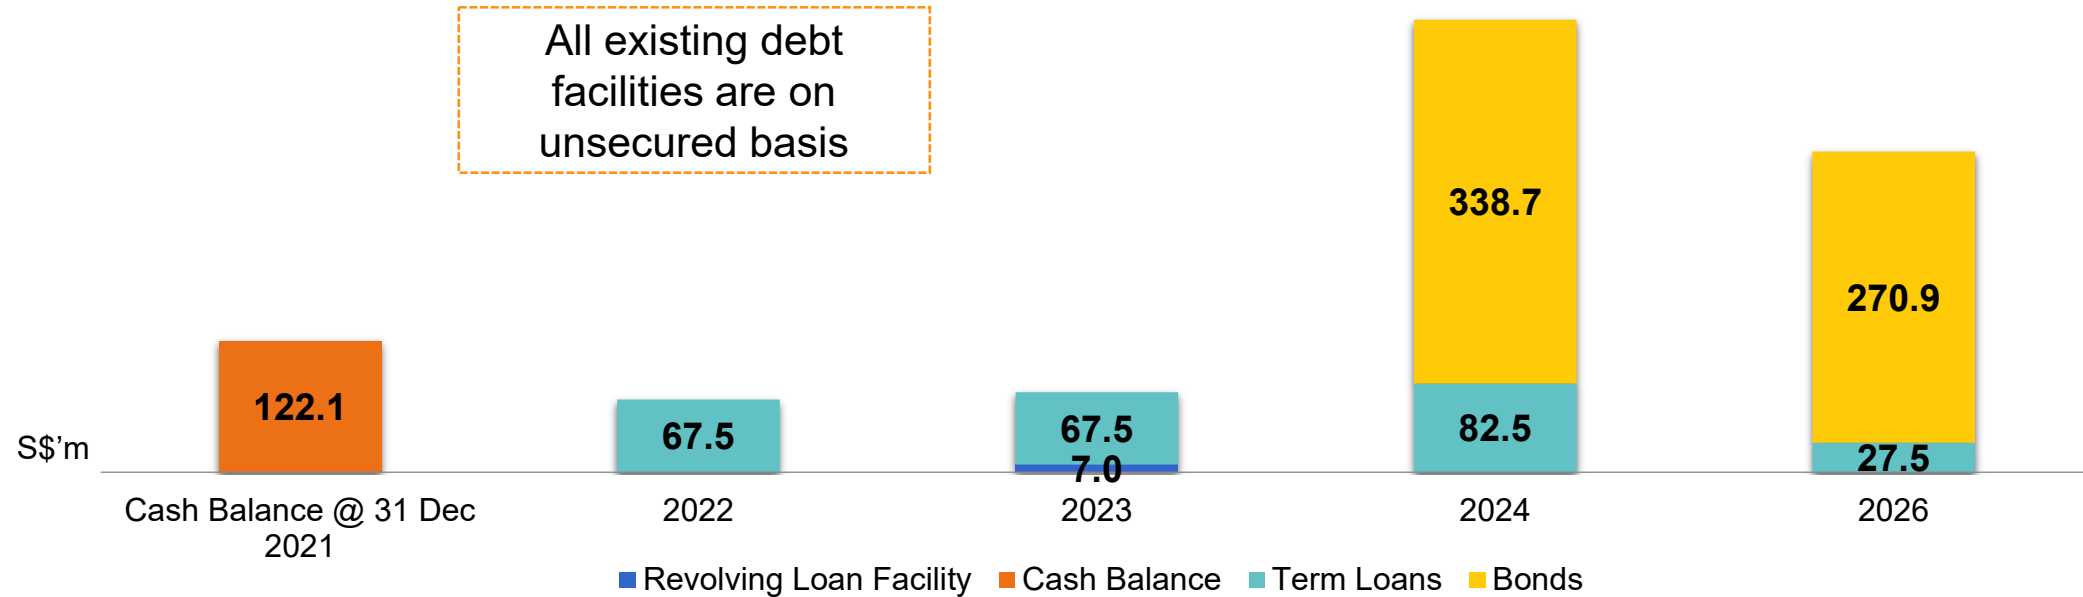 All existing debt
facilities are on
unsecured basis
338.7
270.9
122.1
67.5
67.5
82.5
S$’m
7.0
27.5
Cash Balance @ 31 Dec
2021
2022
2023
2024
2026
Revolving Loan Facility
Cash Balance
Term Loans
Bonds